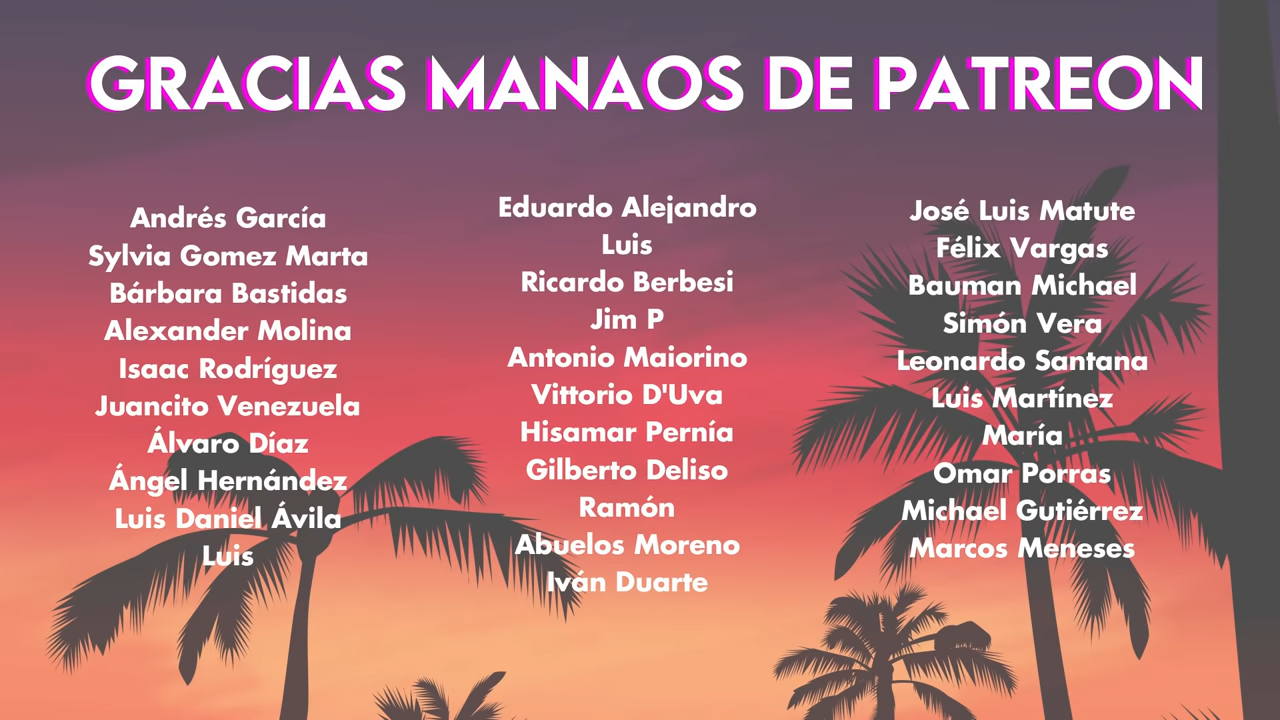 GRACIAS MANAOS DE PATREON
Andrés García
Sylvia Gomez Marta
Bárbara Bastidas
Alexander Molina
Isaac Rodríguez
Juancito Venezuela
Álvaro Díaz
Ángel Hernández
Luis Daniel Ávila
Luis
Eduardo Alejandro
Luis
Ricardo Berbesi
Jim P
Antonio Maiorino
Vittorio D'Uva
Hisamar Pernía
Gilberto Deliso
Ramón
Abuelos Moreno
Iván Duarte
José Luis Matute
Félix Vargas
Bauman Michael
Simón Vera
Leonardo Santana
Luis Martínez
María
Omar Porras
Michael Gutiérrez
Marcos Meneses